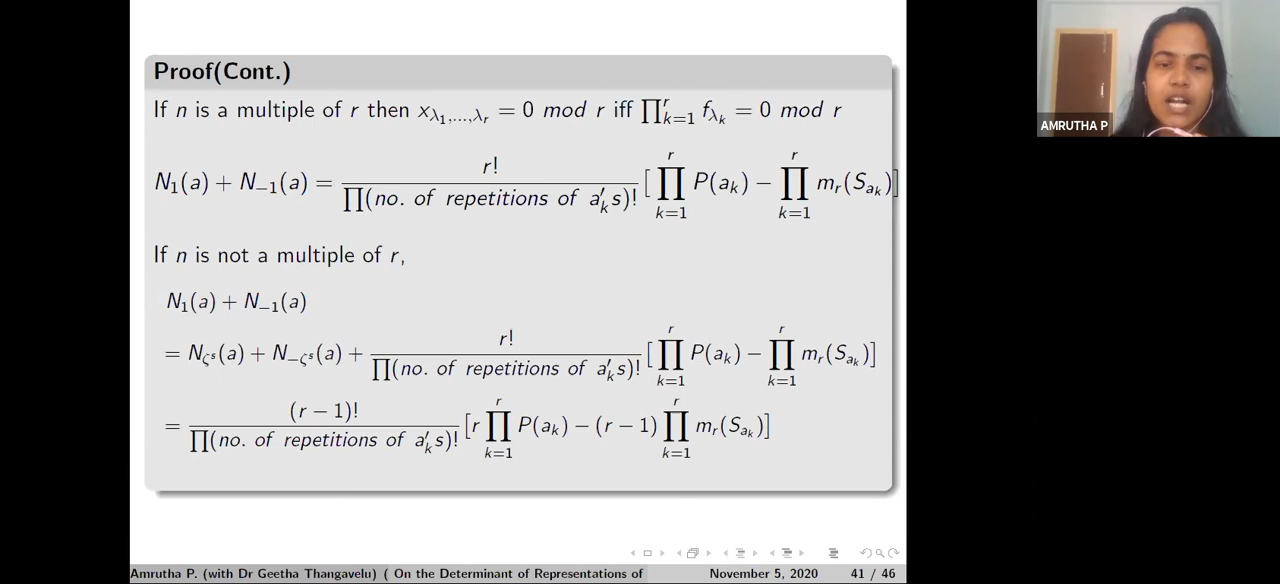 Proof(Cont.)
If n is a multiple of r then x_{λ_1,...,λ_r} = 0 mod r iff ∏_{k=1}^{r} f_{λ_k} = 0 mod r
N_1(a) + N_{−1}(a) = r! / ∏(no. of repetitions of a'_k s)! [ ∏_{k=1}^{r} P(a_k) − ∏_{k=1}^{r} m_r(S_{a_k})]
If n is not a multiple of r,
N_1(a) + N_{−1}(a)
= N_{ζ^s}(a) + N_{−ζ^s}(a) + r! / ∏(no. of repetitions of a'_k s)! [ ∏_{k=1}^{r} P(a_k) − ∏_{k=1}^{r} m_r(S_{a_k})]
= (r − 1)! / ∏(no. of repetitions of a'_k s)! [r ∏_{k=1}^{r} P(a_k) − (r − 1) ∏_{k=1}^{r} m_r(S_{a_k})]
Amrutha P. (with Dr Geetha Thangavelu) ( On the Determinant of Representations of November 5, 2020 41 / 46
AMRUTHA P